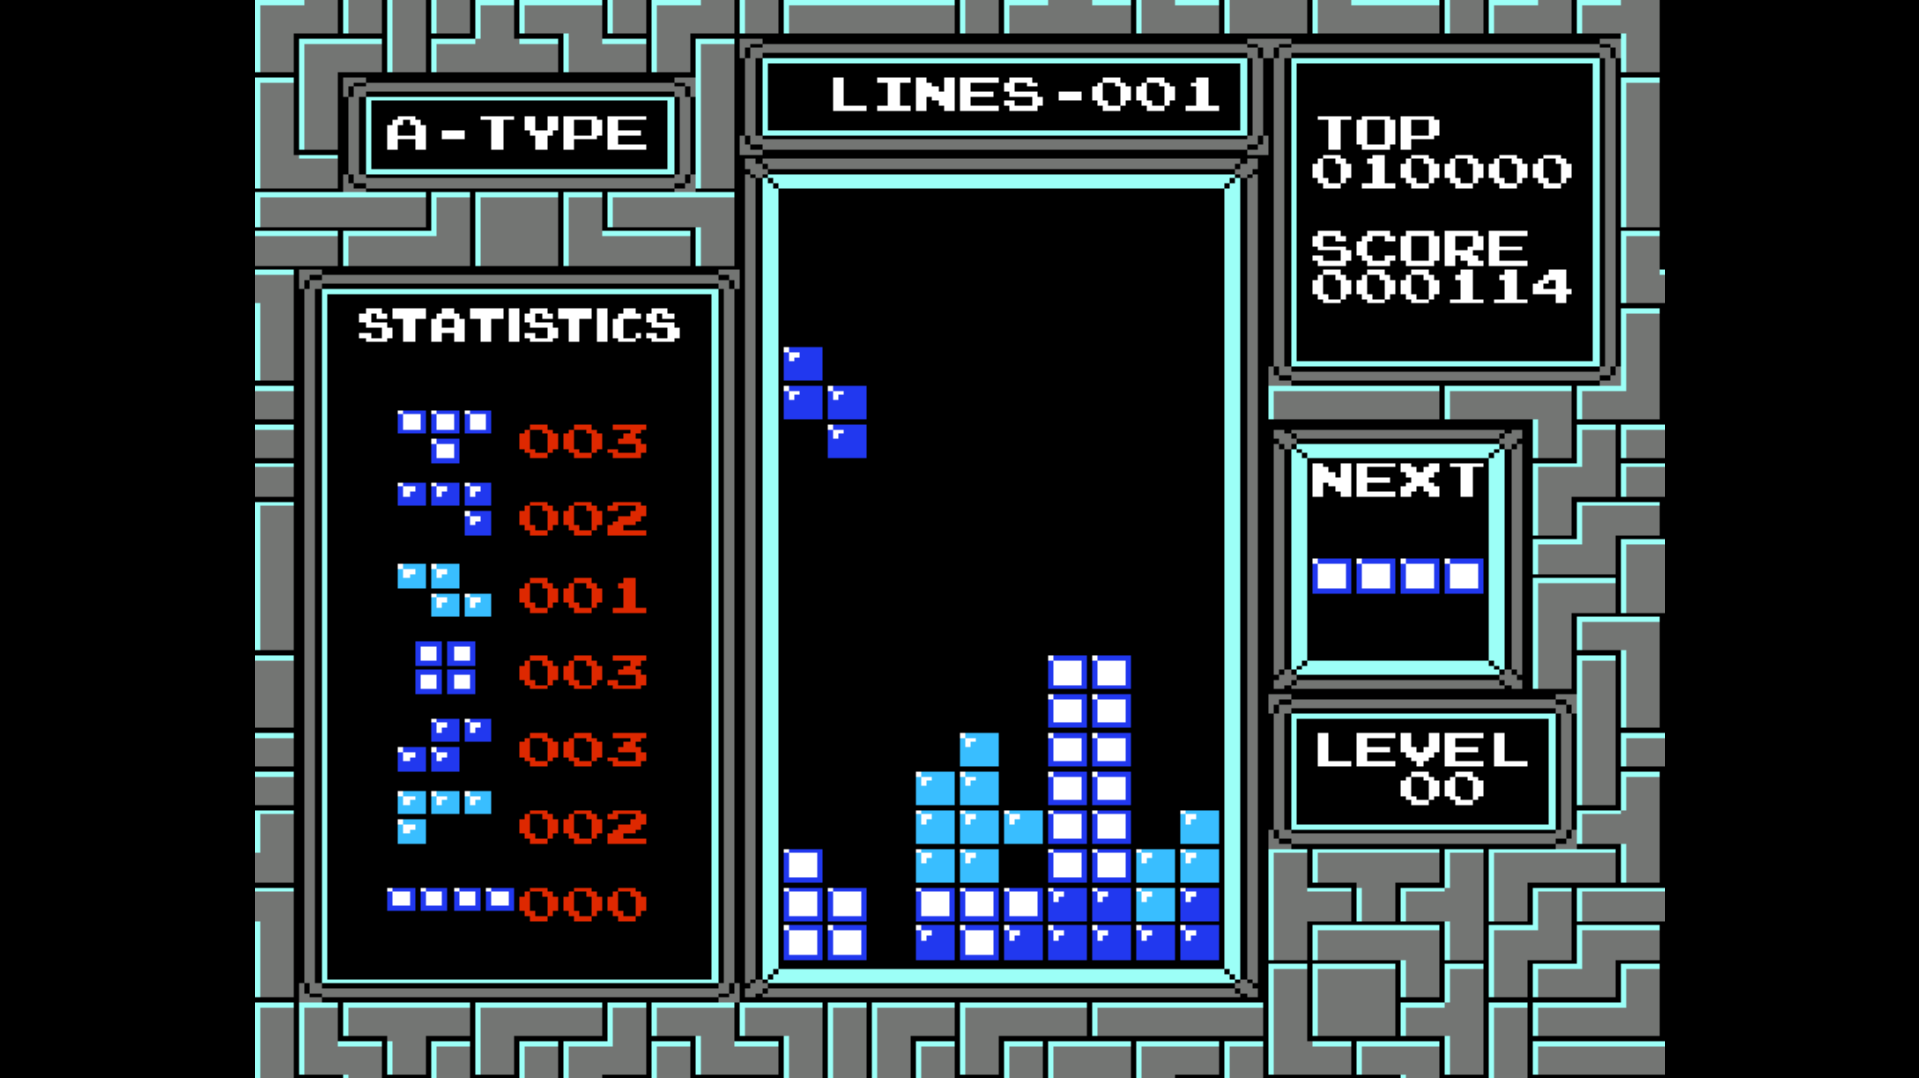 A-TYPE
LINES-001
TOP
010000
SCORE
000114
STATISTICS
003
002
001
003
003
002
000
NEXT
LEVEL
00